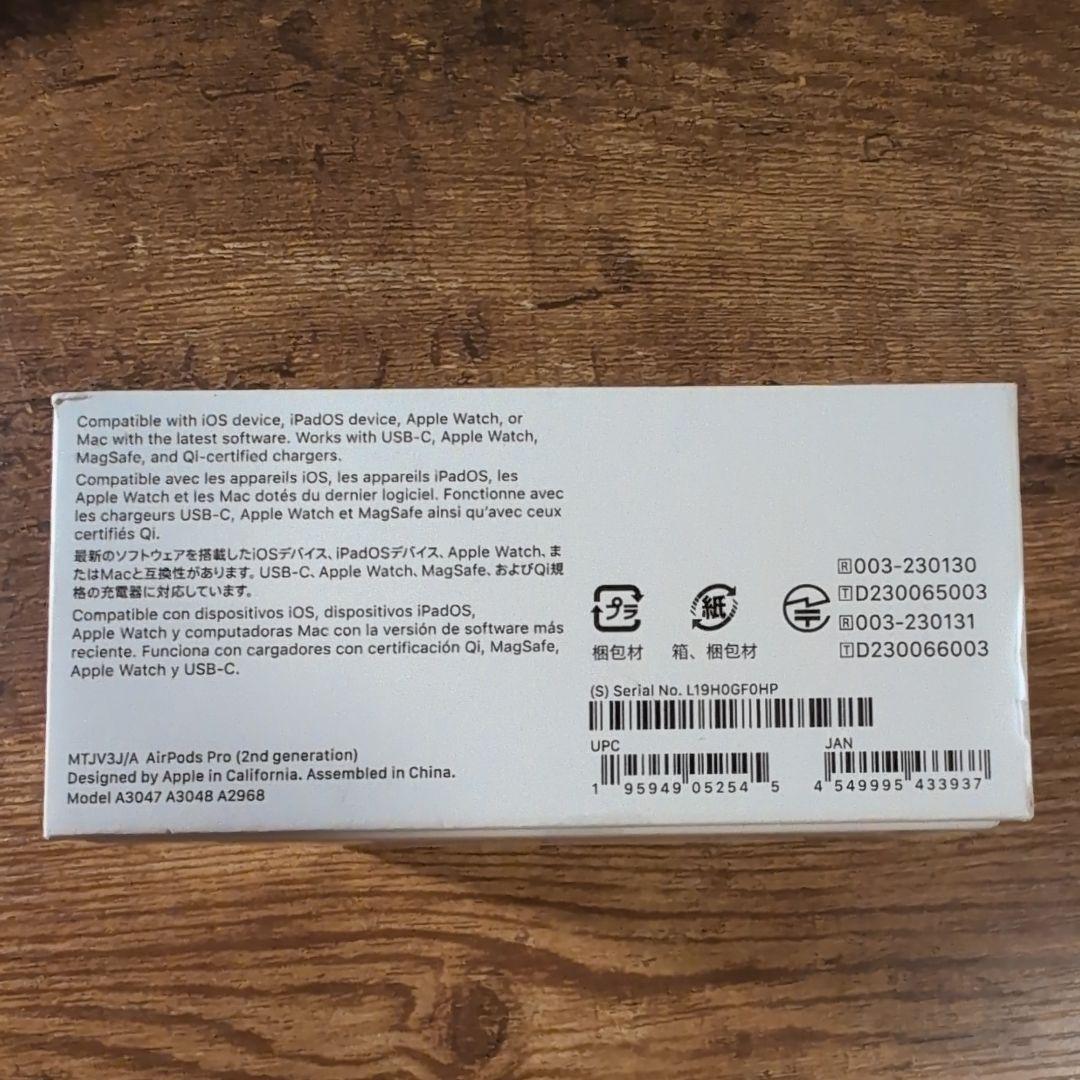 Compatible with iOS device, iPadOS device, Apple Watch, or
Mac with the latest software. Works with USB-C, Apple Watch,
MagSafe, and Qi-certified chargers.
Compatible avec les appareils iOS, les appareils iPadOS, les
Apple Watch et les Mac dotés du dernier logiciel. Fonctionne avec
les chargeurs USB-C, Apple Watch et MagSafe ainsi qu'avec ceux
certifiés Qi.
最新のソフトウェアを搭載したiOSデバイス、iPadOSデバイス、Apple Watch、ま
たはMacと互換性があります。USB-C、Apple Watch、MagSafe、およびQi規
格の充電器に対応しています。
Compatible con dispositivos iOS, dispositivos iPadOS,
Apple Watch y computadoras Mac con la versión de software más
reciente. Funciona con cargadores con certificación Qi, MagSafe,
Apple Watch y USB-C.
MTJV3J/A AirPods Pro (2nd generation)
Designed by Apple in California. Assembled in China.
Model A3047 A3048 A2968
プラ
梱包材
紙
箱、梱包材
R 003-230130
T D230065003
R 003-230131
T D230066003
(S) Serial No. L19H0GF0HP
UPC
1 95949 05254 5
JAN
4 549995 433937